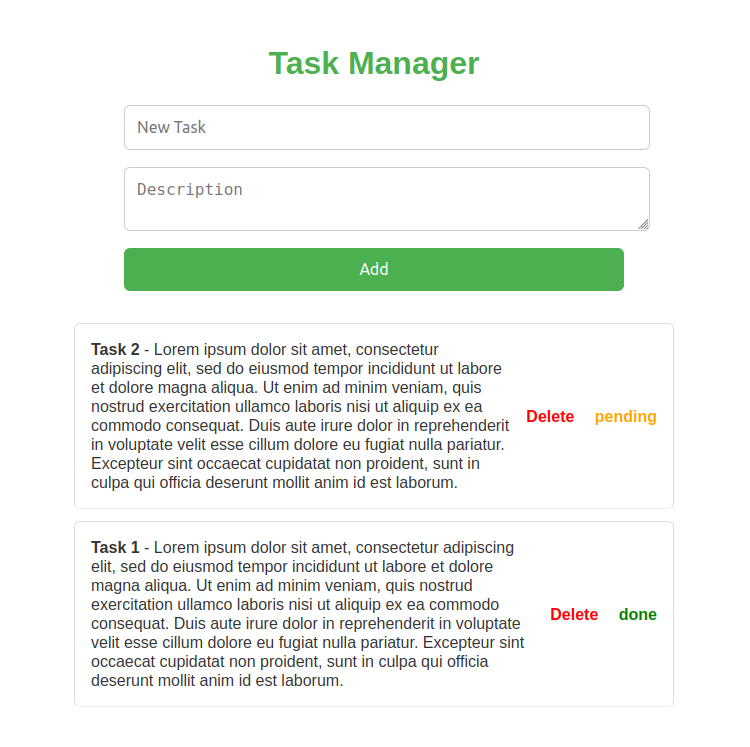 Task Manager
New Task
Description
Add
Task 2 - Lorem ipsum dolor sit amet, consectetur
adipiscing elit, sed do eiusmod tempor incididunt ut labore
et dolore magna aliqua. Ut enim ad minim veniam, quis
nostrud exercitation ullamco laboris nisi ut aliquip ex ea
commodo consequat. Duis aute irure dolor in reprehenderit
in voluptate velit esse cillum dolore eu fugiat nulla pariatur.
Excepteur sint occaecat cupidatat non proident, sunt in
culpa qui officia deserunt mollit anim id est laborum.
Delete pending
Task 1 - Lorem ipsum dolor sit amet, consectetur adipiscing
elit, sed do eiusmod tempor incididunt ut labore et dolore
magna aliqua. Ut enim ad minim veniam, quis nostrud
exercitation ullamco laboris nisi ut aliquip ex ea commodo
consequat. Duis aute irure dolor in reprehenderit in voluptate
velit esse cillum dolore eu fugiat nulla pariatur. Excepteur sint
occaecat cupidatat non proident, sunt in culpa qui officia
deserunt mollit anim id est laborum.
Delete done